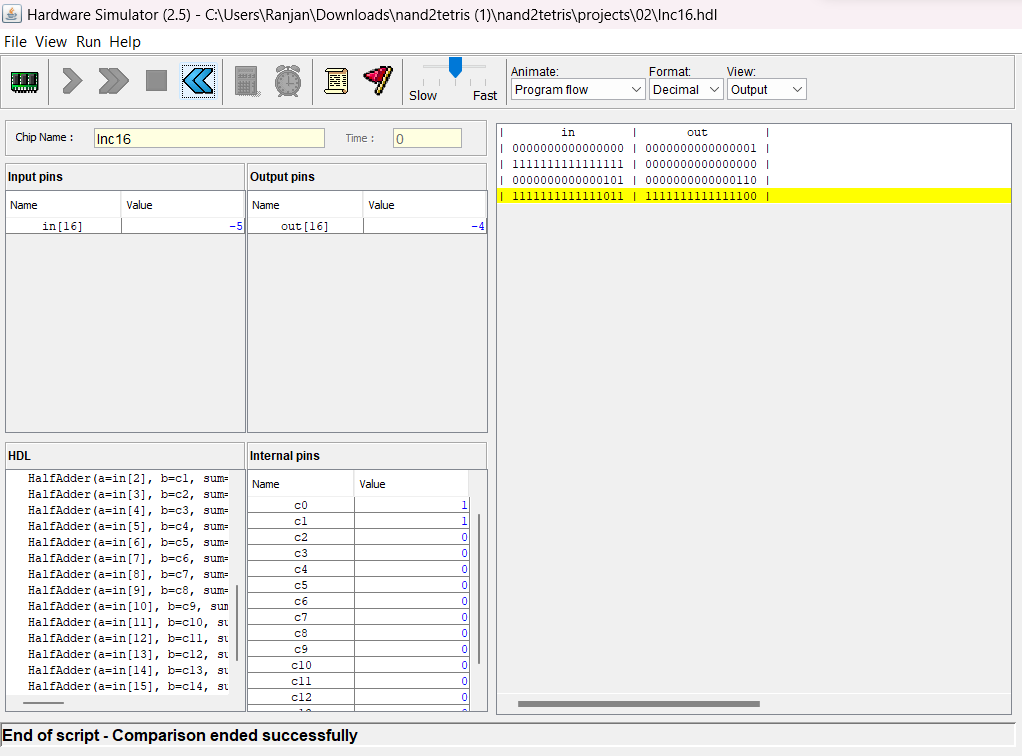 Hardware Simulator (2.5) - C:\Users\Ranjan\Downloads\nand2tetris (1)\nand2tetris\projects\02\Inc16.hdl
File View Run Help
Slow Fast
Animate: Format: View:
Program flow Decimal Output
Chip Name : Inc16 Time : 0
Input pins
Name Value
in[16] -5
Output pins
Name Value
out[16] -4
HDL
HalfAdder(a=in[2], b=c1, sum=
HalfAdder(a=in[3], b=c2, sum=
HalfAdder(a=in[4], b=c3, sum=
HalfAdder(a=in[5], b=c4, sum=
HalfAdder(a=in[6], b=c5, sum=
HalfAdder(a=in[7], b=c6, sum=
HalfAdder(a=in[8], b=c7, sum=
HalfAdder(a=in[9], b=c8, sum=
HalfAdder(a=in[10], b=c9, sum
HalfAdder(a=in[11], b=c10, su
HalfAdder(a=in[12], b=c11, su
HalfAdder(a=in[13], b=c12, su
HalfAdder(a=in[14], b=c13, su
HalfAdder(a=in[15], b=c14, su
Internal pins
Name Value
c0 1
c1 1
c2 0
c3 0
c4 0
c5 0
c6 0
c7 0
c8 0
c9 0
c10 0
c11 0
c12 0
| in | out |
| 0000000000000000 | 0000000000000001 |
| 1111111111111111 | 0000000000000000 |
| 0000000000000101 | 0000000000000110 |
| 1111111111111011 | 1111111111111100 |
End of script - Comparison ended successfully